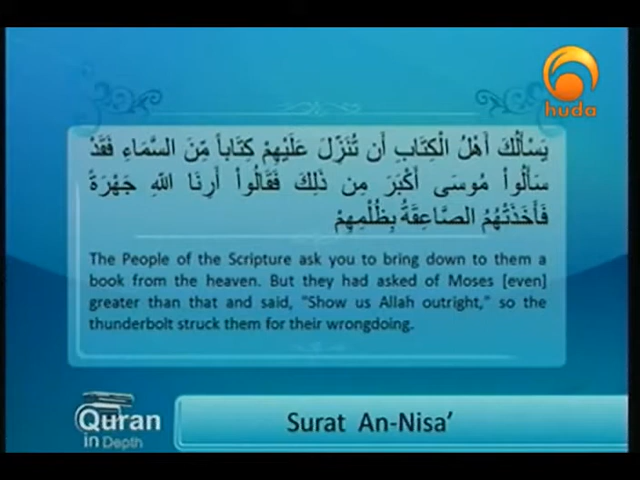 huda
يَسْأَلُكَ أَهْلُ الْكِتَابِ أَن تُنَزِّلَ عَلَيْهِمْ كِتَاباً مِّنَ السَّمَاءِ فَقَدْ
سَأَلُواْ مُوسَى أَكْبَرَ مِن ذَلِكَ فَقَالُواْ أَرِنَا اللّهِ جَهْرَةً
فَأَخَذَتْهُمُ الصَّاعِقَةُ بِظُلْمِهِمْ
The People of the Scripture ask you to bring down to them a
book from the heaven. But they had asked of Moses [even]
greater than that and said, "Show us Allah outright," so the
thunderbolt struck them for their wrongdoing.
Quran
in Depth
Surat An-Nisa’